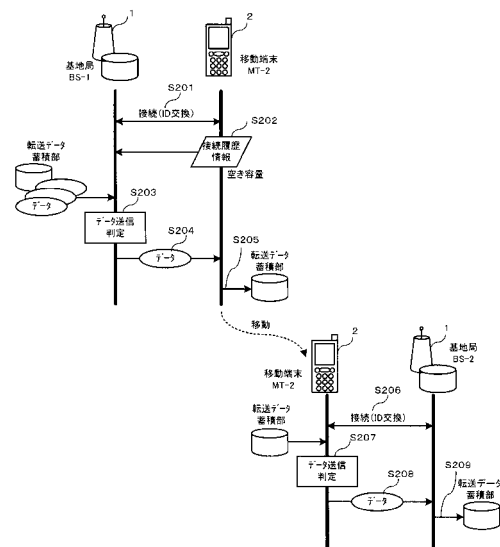 1
基地局
BS-1
2
移動端末
MT-2
S201
接続(ID交換)
S202
接続履歴
情報
空き容量
転送データ
蓄積部
データ
S203
データ送信
判定
S204
データ
S205
転送データ
蓄積部
移動
2
移動端末
MT-2
1
基地局
BS-2
S206
接続(ID交換)
転送データ
蓄積部
S207
データ送信
判定
S208
データ
S209
転送データ
蓄積部